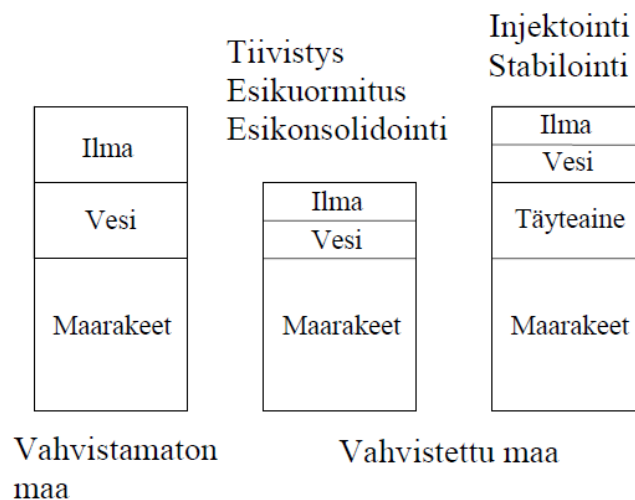 Injektointi
Stabilointi
Tiivistys
Esikuormitus
Esikonsolidointi
Ilma
Vesi
Maarakeet
Ilma
Vesi
Maarakeet
Ilma
Vesi
Täyteaine
Maarakeet
Vahvistamaton
maa
Vahvistettu maa